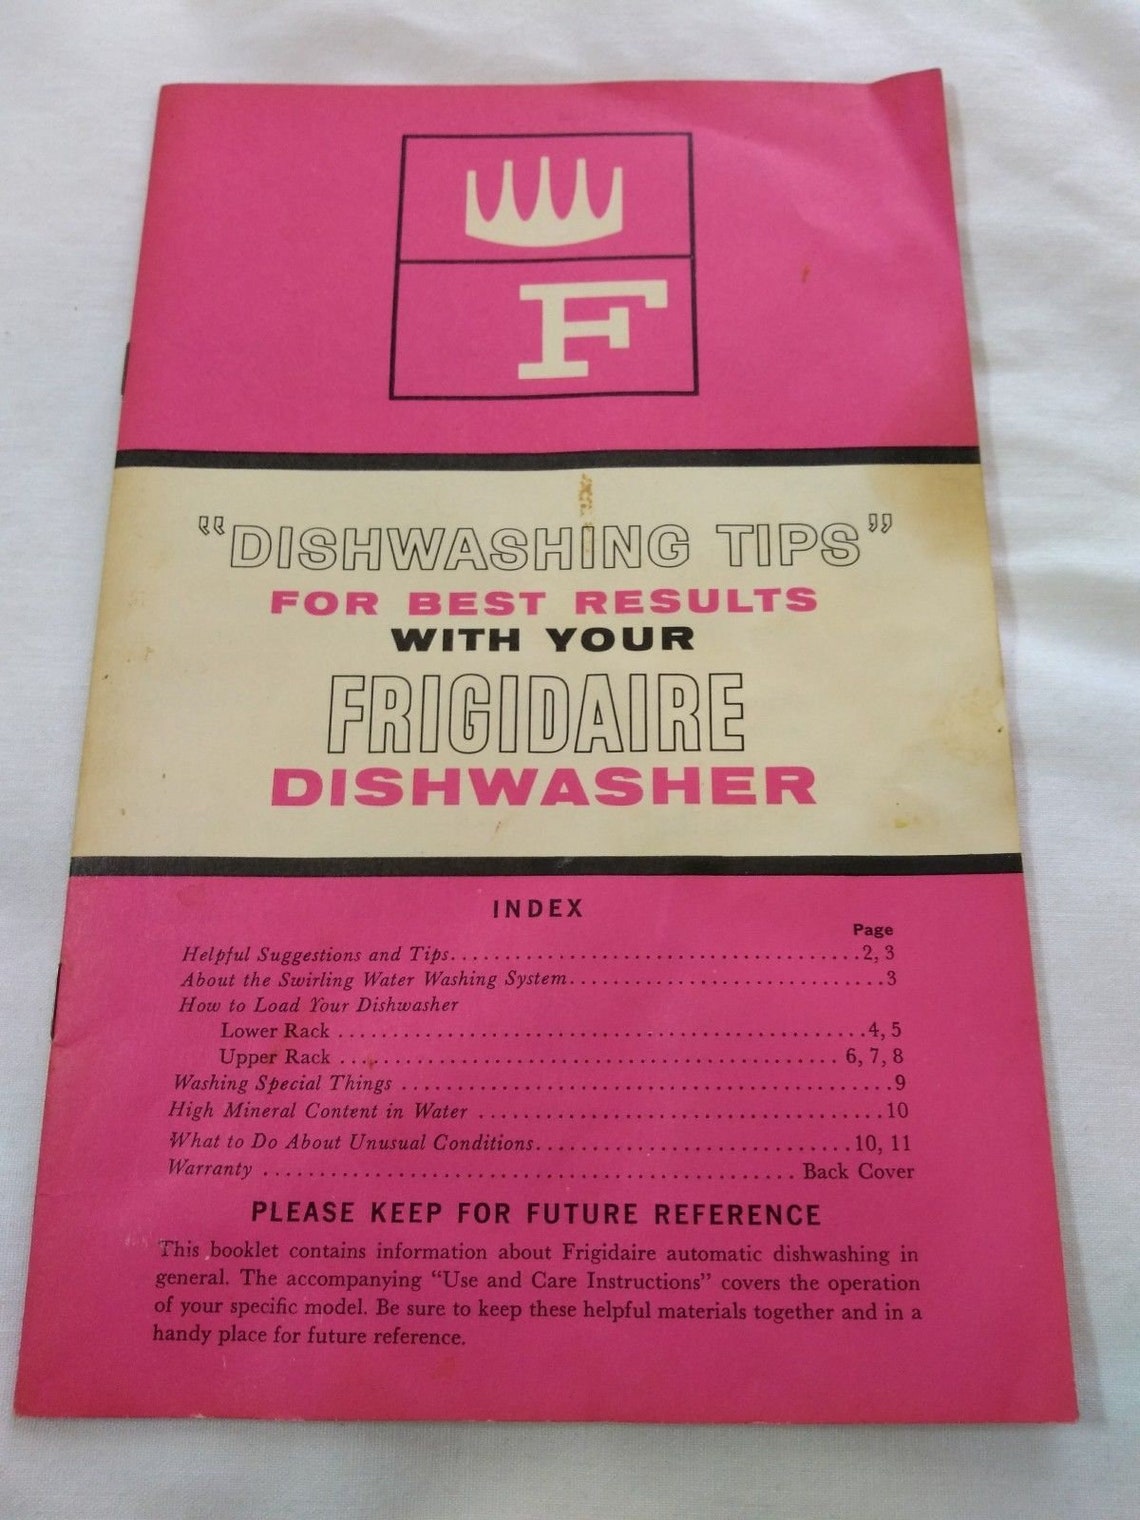 F
"DISHWASHING TIPS"
FOR BEST RESULTS
WITH YOUR
FRIGIDAIRE
DISHWASHER
INDEX
Page
Helpful Suggestions and Tips........................................2, 3
About the Swirling Water Washing System..............................3
How to Load Your Dishwasher
Lower Rack ....................................................4, 5
Upper Rack ................................................. 6, 7, 8
Washing Special Things ................................................9
High Mineral Content in Water .......................................10
What to Do About Unusual Conditions..............................10, 11
Warranty .................................................... Back Cover
PLEASE KEEP FOR FUTURE REFERENCE
This booklet contains information about Frigidaire automatic dishwashing in
general. The accompanying "Use and Care Instructions" covers the operation
of your specific model. Be sure to keep these helpful materials together and in a
handy place for future reference.